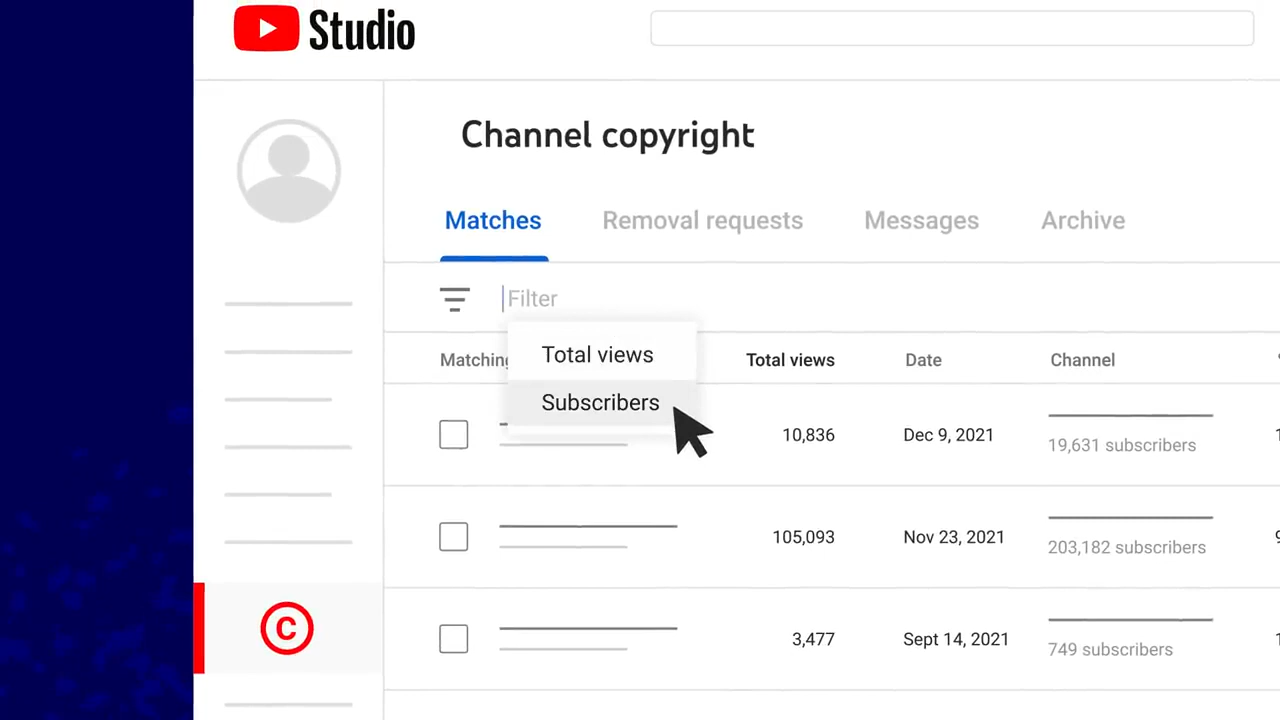 Studio
Channel copyright
Matches Removal requests Messages Archive
Filter
Total views
Subscribers
Total views Date Channel
10,836 Dec 9, 2021 19,631 subscribers
105,093 Nov 23, 2021 203,182 subscribers
C
3,477 Sept 14, 2021 749 subscribers